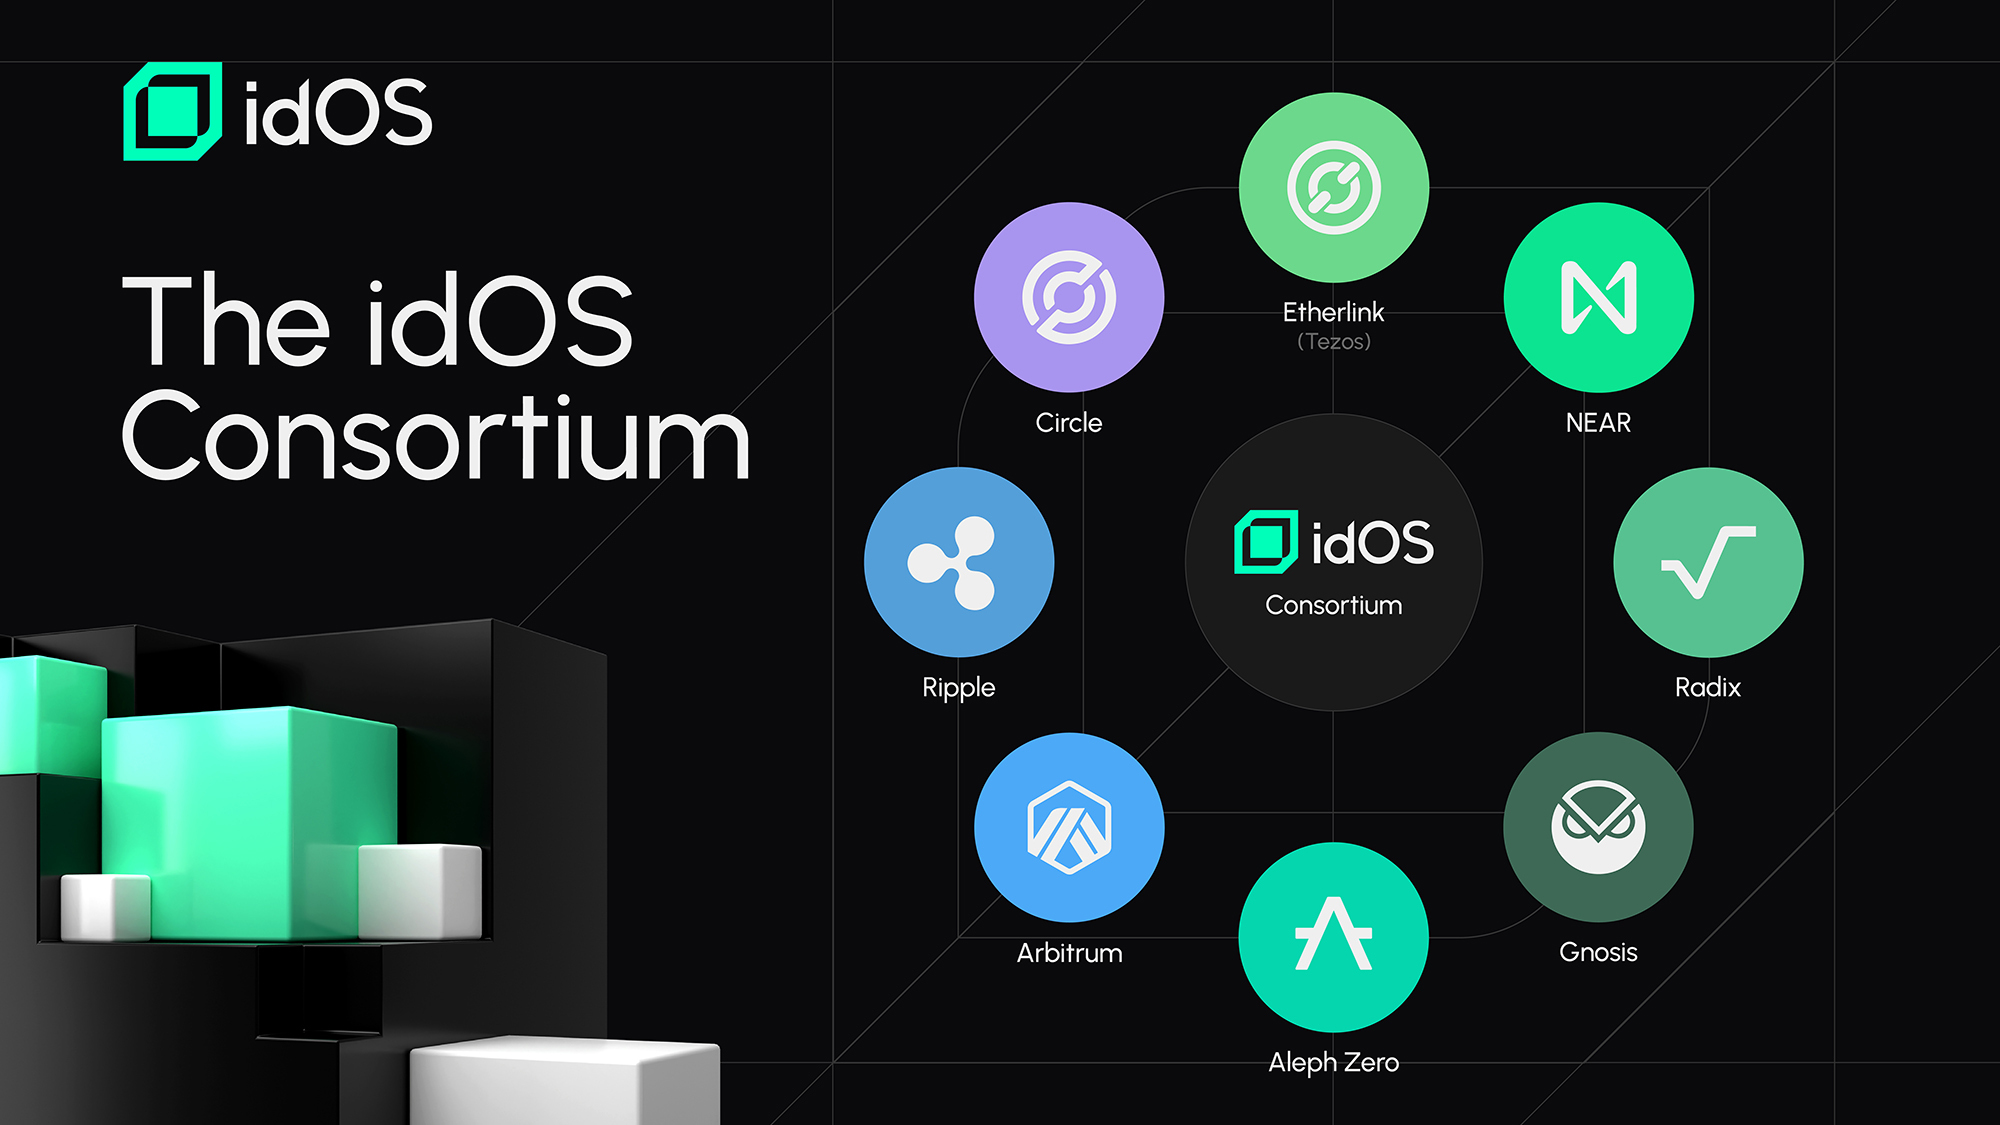 idOS
The idOS
Consortium
Etherlink
(Tezos)
Circle
NEAR
idOS
Consortium
Ripple
Radix
Arbitrum
Gnosis
Aleph Zero